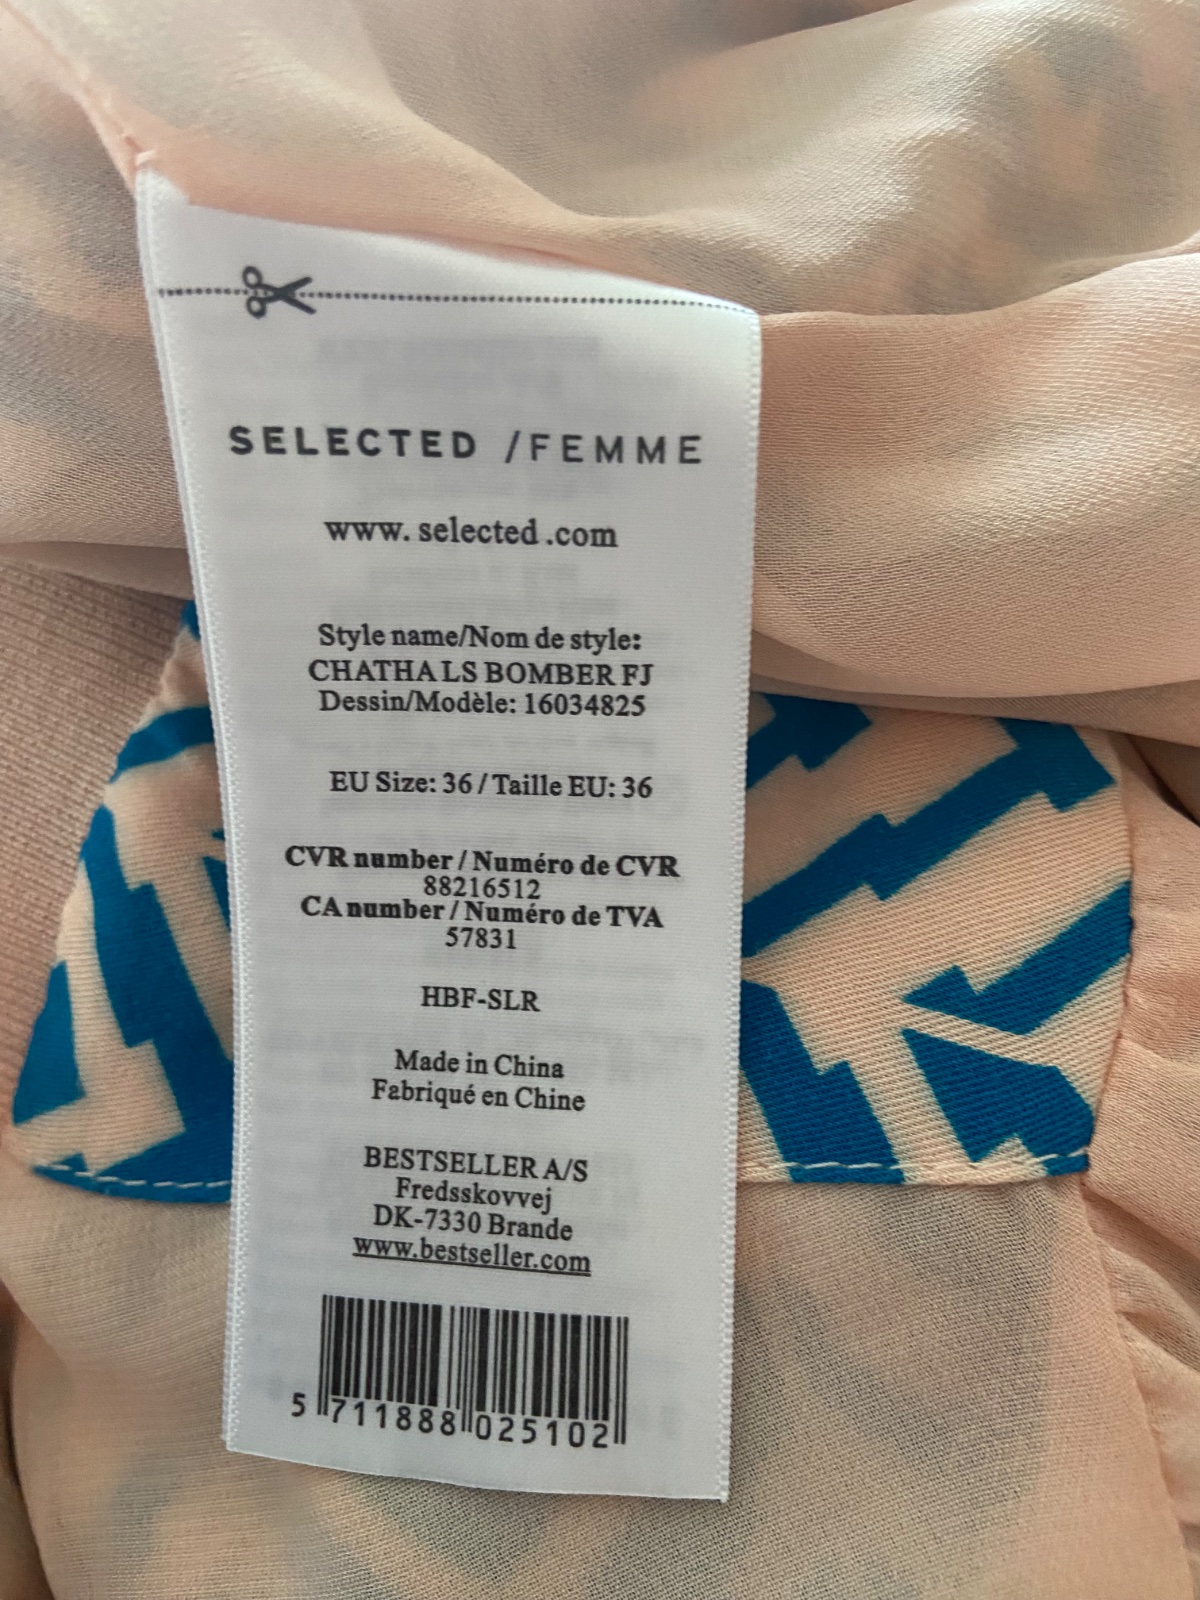 SELECTED /FEMME
www. selected .com
Style name/Nom de style:
CHATHA LS BOMBER FJ
Dessin/Modèle: 16034825
EU Size: 36 / Taille EU: 36
CVR number / Numéro de CVR
88216512
CA number / Numéro de TVA
57831
HBF-SLR
Made in China
Fabriqué en Chine
BESTSELLER A/S
Fredsskovvej
DK-7330 Brande
www.bestseller.com
5 711888 025102